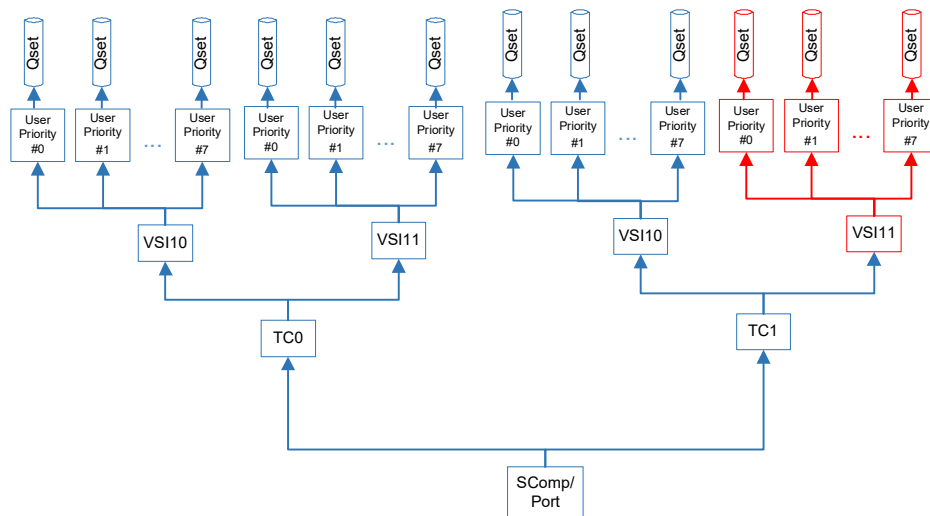 Qset
Qset
Qset
Qset
Qset
Qset
Qset
Qset
Qset
Qset
Qset
Qset
User
Priority
#0
User
Priority
#1
...
User
Priority
#7
User
Priority
#0
User
Priority
#1
...
User
Priority
#7
User
Priority
#0
User
Priority
#1
...
User
Priority
#7
User
Priority
#0
User
Priority
#1
...
User
Priority
#7
VSI10
VSI11
VSI10
VSI11
TC0
TC1
SComp/
Port